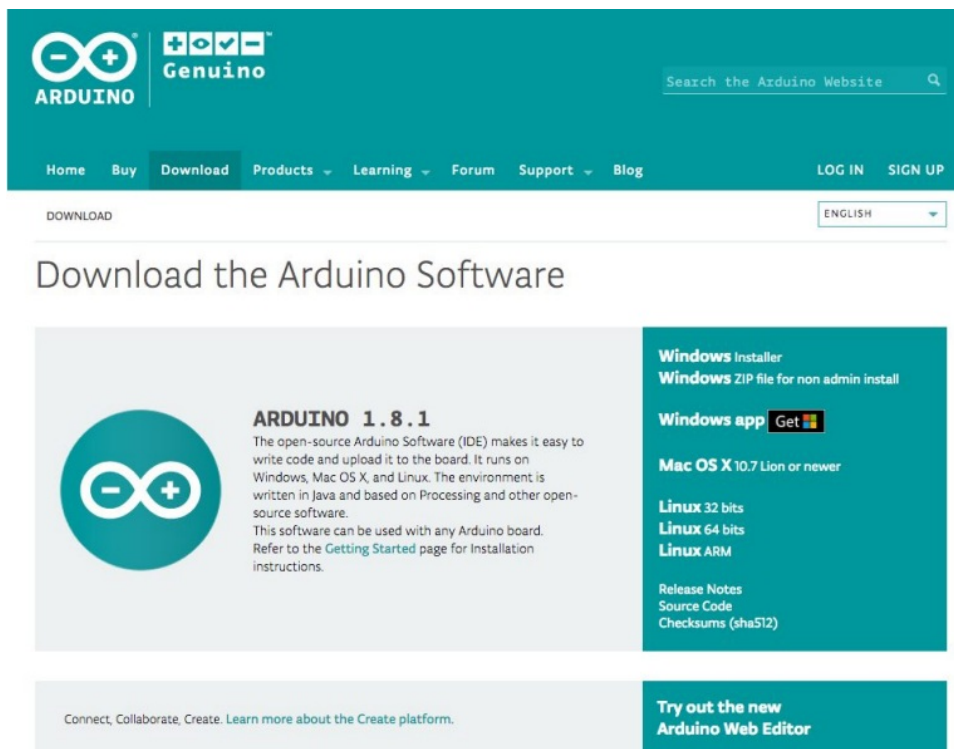 ARDUINO
Genuino
Search the Arduino Website
Home Buy Download Products Learning Forum Support Blog LOG IN SIGN UP
DOWNLOAD
ENGLISH
Download the Arduino Software
ARDUINO 1.8.1
The open-source Arduino Software (IDE) makes it easy to
write code and upload it to the board. It runs on
Windows, Mac OS X, and Linux. The environment is
written in Java and based on Processing and other open-
source software.
This software can be used with any Arduino board.
Refer to the Getting Started page for Installation
instructions.
Windows Installer
Windows ZIP file for non admin install
Windows app Get
Mac OS X 10.7 Lion or newer
Linux 32 bits
Linux 64 bits
Linux ARM
Release Notes
Source Code
Checksums (sha512)
Connect, Collaborate, Create. Learn more about the Create platform.
Try out the new
Arduino Web Editor